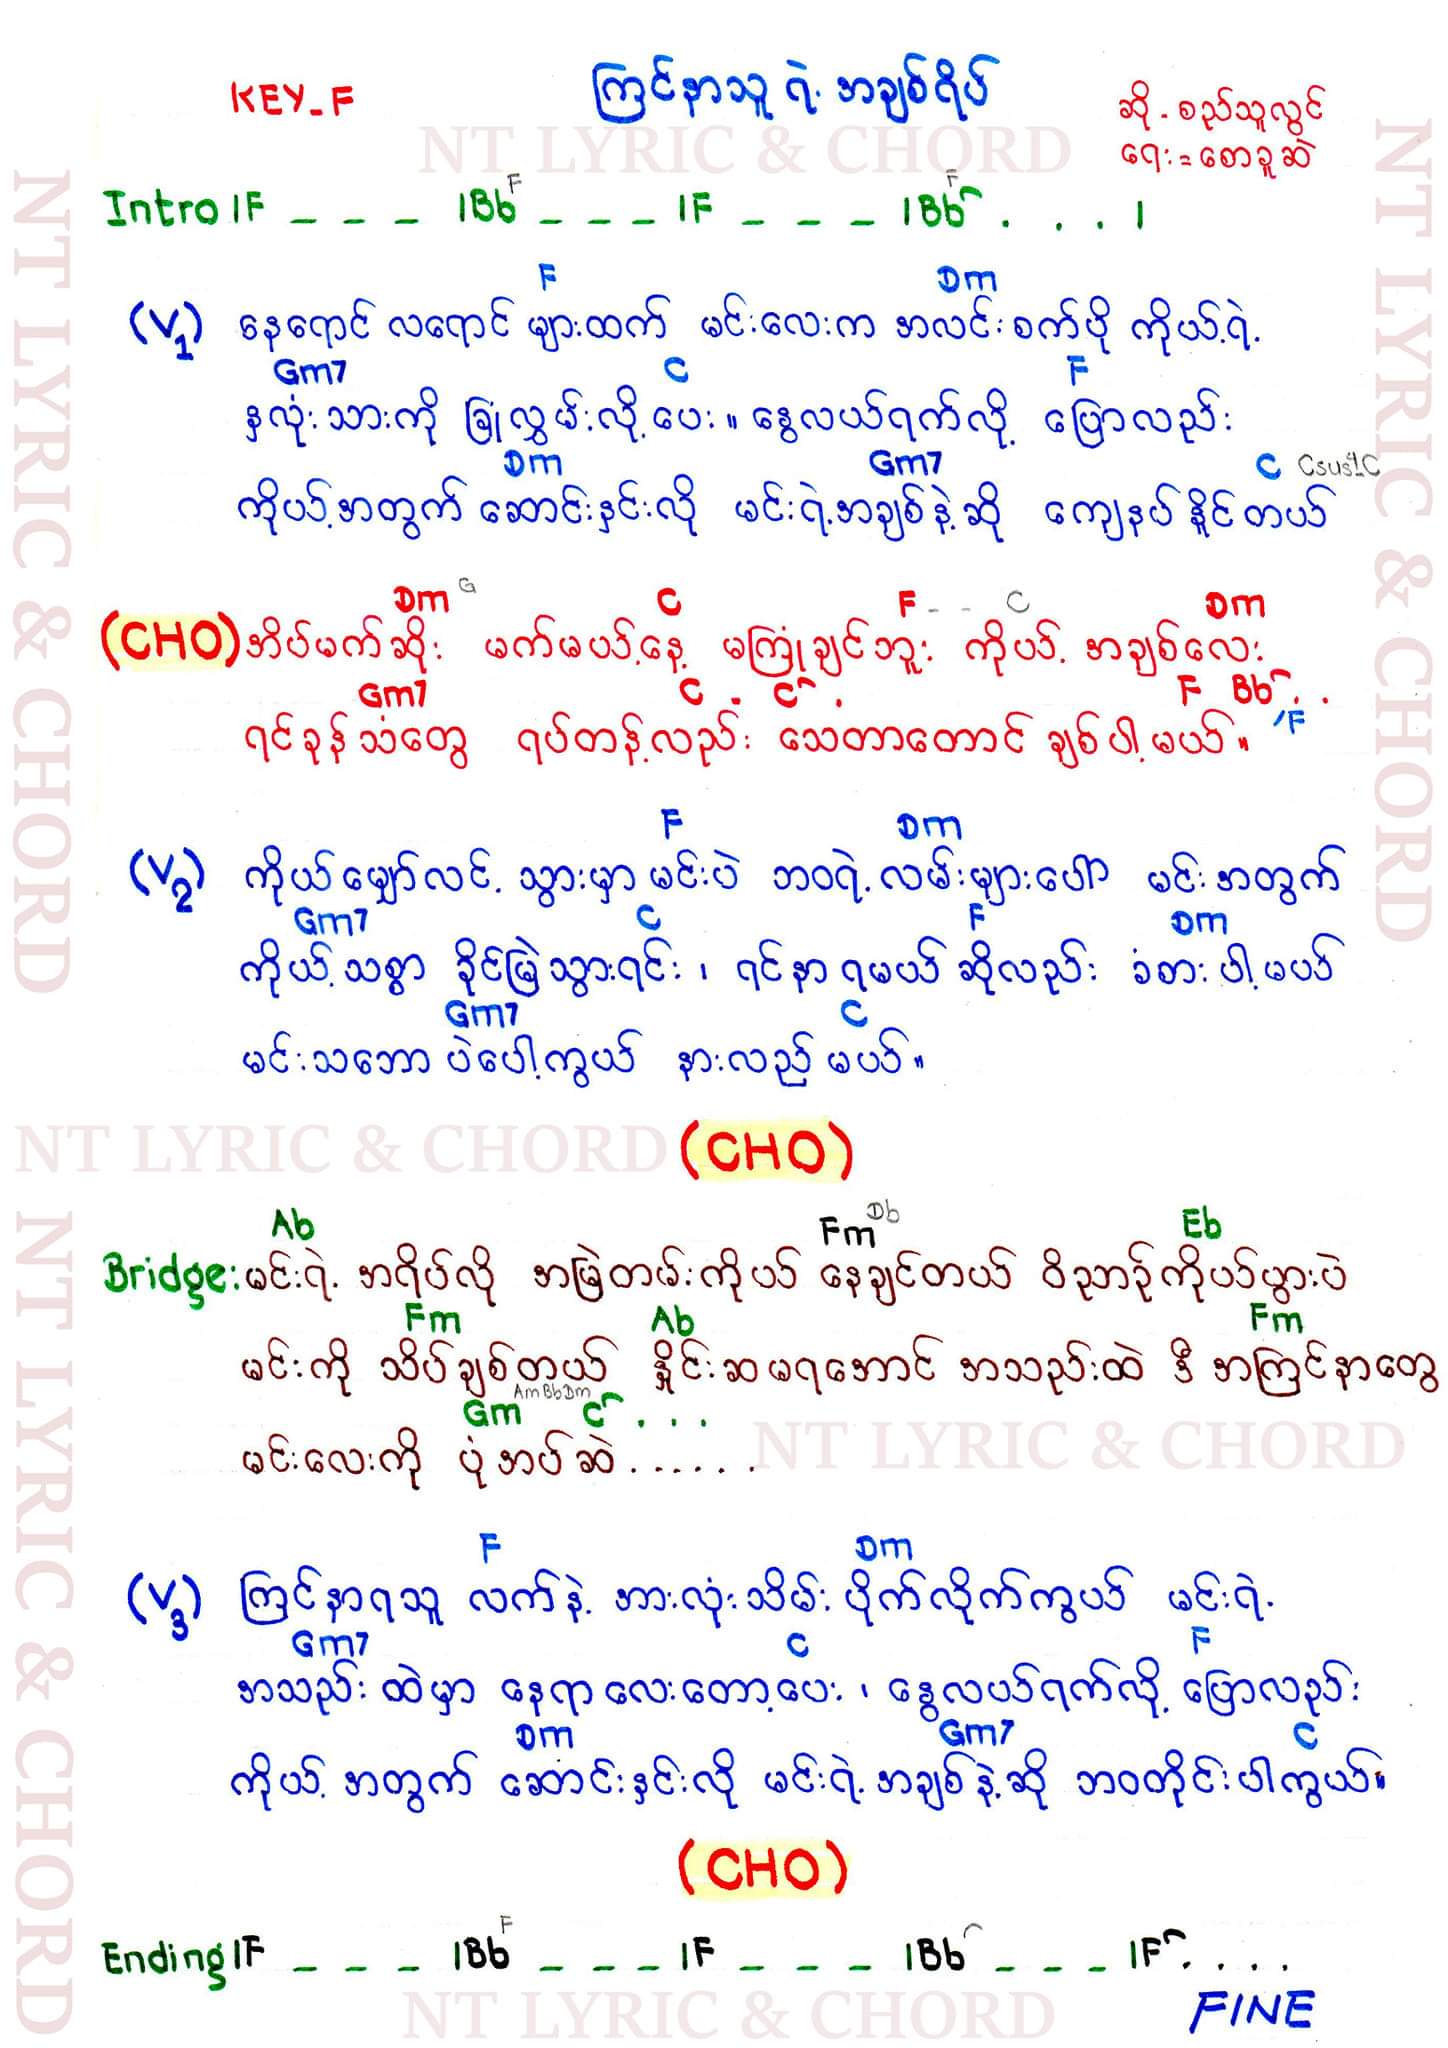 KEY-F
ကြင်နာသူရဲ့ အချစ်ရိပ်
ဆို - စည်သူလွင်
ရေး = စောခူဆဲ
NT LYRIC & CHORD
NT LYRIC & CHORD
NT LYRIC & CHORD
Intro |F _ _ _ |Bb F _ _ _ |F _ _ _ |Bb F . . . |
F Dm
(V1) နေရောင် လရောင် များထက် မင်းလေးက အလင်းစက်ပို ကိုယ့်ရဲ့
Gm7 C F
နှလုံးသားကို ခြုံလွှမ်းလို့ပေး။ နွေလယ်ရက်လို့ ပြောလည်း
Dm Gm7 C Csus4 C
ကိုယ့်အတွက် ဆောင်းနှင်းလို မင်းရဲ့အချစ်နဲ့ဆို ကျေနပ်နိုင်တယ်
Dm G C F - - C Dm
(CHO) အိပ်မက်ဆိုး မက်မယ့်နေ့ မကြုံချင်ဘူး ကိုယ့် အချစ်လေး
Gm7 C . C . F Bb/F . .
ရင်ခုန်သံတွေ ရပ်တန့်လည်း သေတာတောင် ချစ်ပါ့မယ်။
F Dm
(V2) ကိုယ်မျှော်လင့် သွားမှာ မင်းပဲ ဘဝရဲ့လမ်းများပေါ် မင်းအတွက်
Gm7 C F Dm
ကိုယ့်သစ္စာ ခိုင်မြဲသွားရင်း၊ ရင်နာရမယ်ဆိုလည်း ခံစားပါ့မယ်
Gm7 C
မင်းသဘော ပဲပေါ့ကွယ် နားလည်မယ်။
NT LYRIC & CHORD
(CHO)
Ab Fm Db Eb
Bridge: မင်းရဲ့ အရိပ်လို အမြဲတမ်းကိုယ် နေချင်တယ် ဝိညာဉ်ကိုယ်ပွားပဲ
Fm Ab Fm
မင်းကို သိပ်ချစ်တယ် နှိုင်းဆမရအောင် အသည်းထဲ ဒီ အကြင်နာတွေ
Gm Am Bb Dm C . . .
မင်းလေးကို ပုံအပ်ဆဲ . . . . . .
NT LYRIC & CHORD
NT LYRIC & CHORD
F Dm
(V3) ကြင်နာရသူ လက်နဲ့ အားလုံးသိမ်း ပိုက်လိုက်ကွယ် မင်းရဲ့
Gm7 C F
အသည်းထဲမှာ နေရာလေးတော့ပေး၊ နွေလယ်ရက်လို့ ပြောလည်း
Dm Gm7 C
ကိုယ့် အတွက် ဆောင်းနှင်းလို မင်းရဲ့အချစ်နဲ့ဆို ဘဝတိုင်းပါကွယ်။
(CHO)
Ending |F _ _ _ |Bb F _ _ _ |F _ _ _ |Bb _ _ _ |F . . . .
NT LYRIC & CHORD
FINE